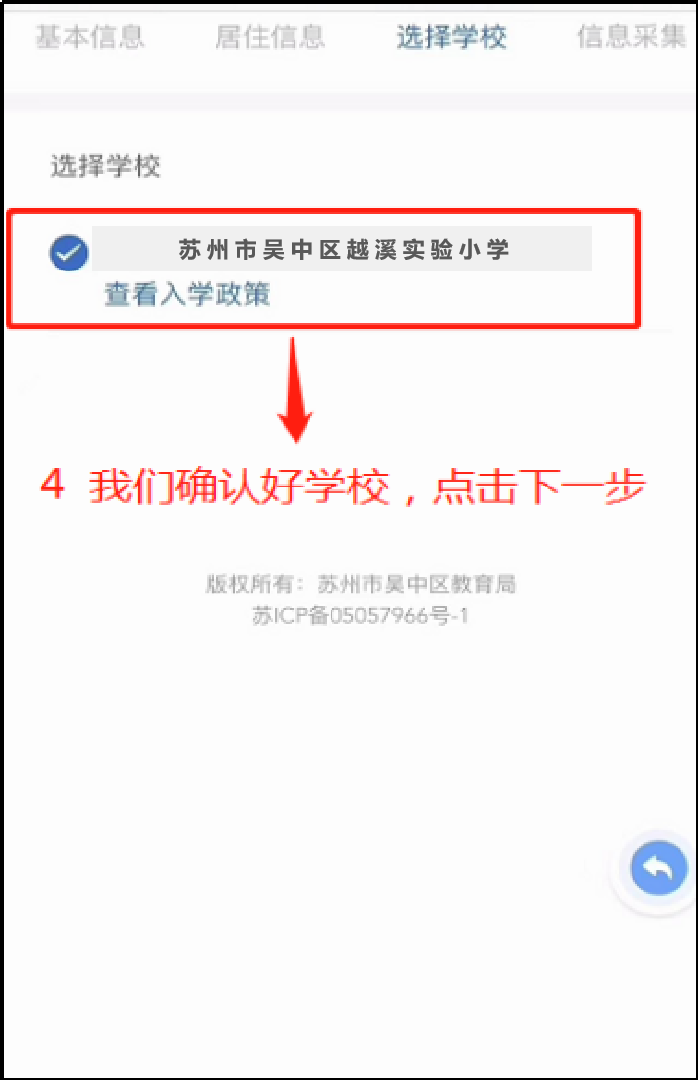 基本信息 居住信息 选择学校 信息采集
选择学校
苏州市吴中区越溪实验小学
查看入学政策
4 我们确认好学校，点击下一步
版权所有：苏州市吴中区教育局
苏ICP备05057966号-1